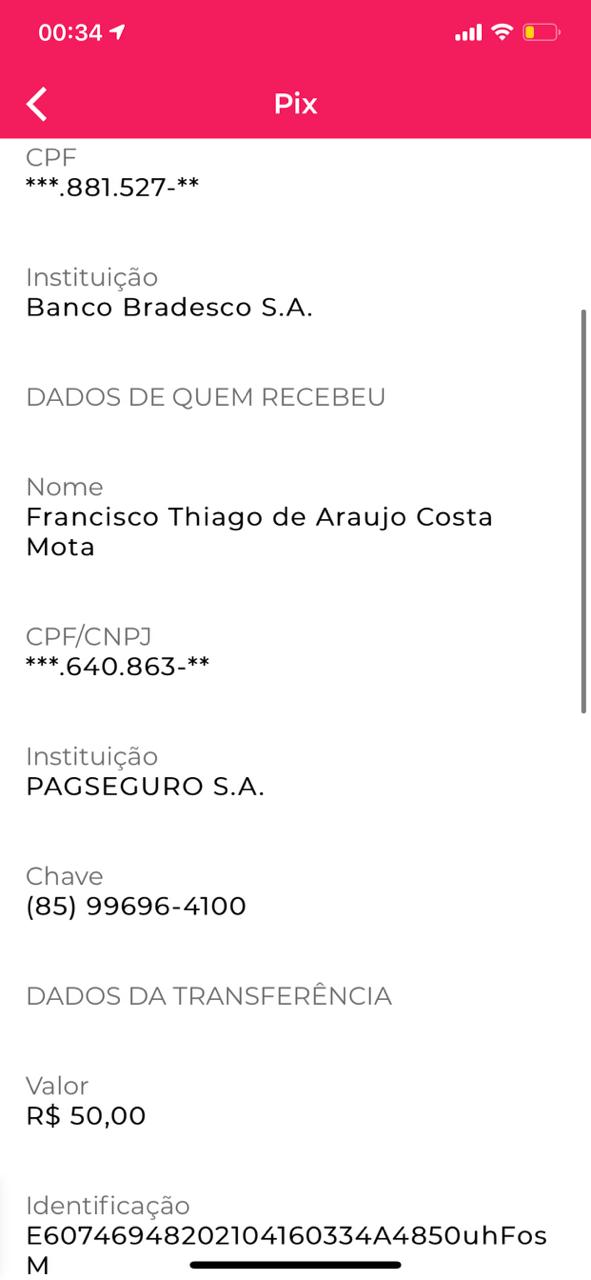 00:34
Pix
CPF
***.881.527-**
Instituição
Banco Bradesco S.A.
DADOS DE QUEM RECEBEU
Nome
Francisco Thiago de Araujo Costa
Mota
CPF/CNPJ
***.640.863-**
Instituição
PAGSEGURO S.A.
Chave
(85) 99696-4100
DADOS DA TRANSFERÊNCIA
Valor
R$ 50,00
Identificação
E60746948202104160334A4850uhFos
M